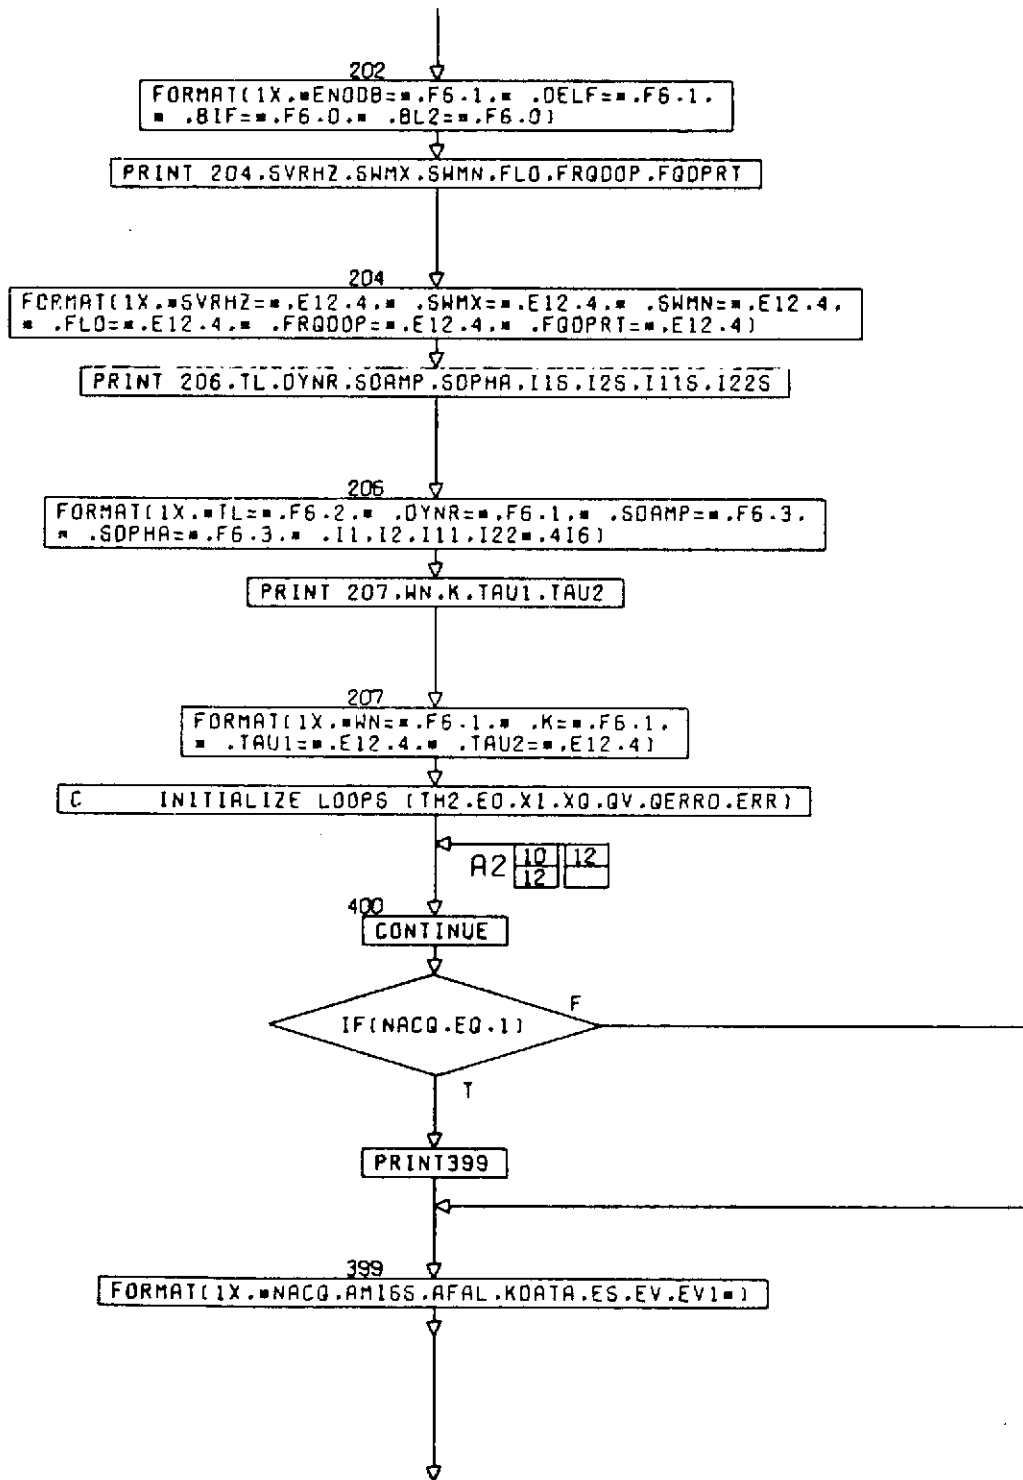 202
FORMAT(1X.*ENODB=*.F6.1.* .DELF=*.F6.1.
* .BIF=*.F6.0.* .BL2=*.F6.0)
PRINT 204.SVRHZ.SWMX.SWMN.FLO.FRQDOP.FQDPRT
204
FORMAT(1X.*SVRHZ=*.E12.4.* .SWMX=*.E12.4.* .SWMN=*.E12.4.
* .FLO=*.E12.4.* .FRQDOP=*.E12.4.* .FQDPRT=*.E12.4)
PRINT 206.TL.DYNR.SDAMP.SDPHA.I1S.I2S.I11S.I22S
206
FORMAT(1X.*TL=*.F6.2.* .DYNR=*.F6.1.* .SDAMP=*.F6.3.
* .SDPHA=*.F6.3.* .I1.I2.I11.I22*.4I6)
PRINT 207.WN.K.TAU1.TAU2
207
FORMAT(1X.*WN=*.F6.1.* .K=*.F6.1.
* .TAU1=*.E12.4.* .TAU2=*.E12.4)
C INITIALIZE LOOPS (TH2.EO.X1.XQ.QV.QERRO.ERR)
A2 10 12
12
400
CONTINUE
IF(NACQ.EQ.1)
F
T
PRINT399
399
FORMAT(1X.*NACQ.AMISS.AFAL.KDATA.ES.EV.EV1*)